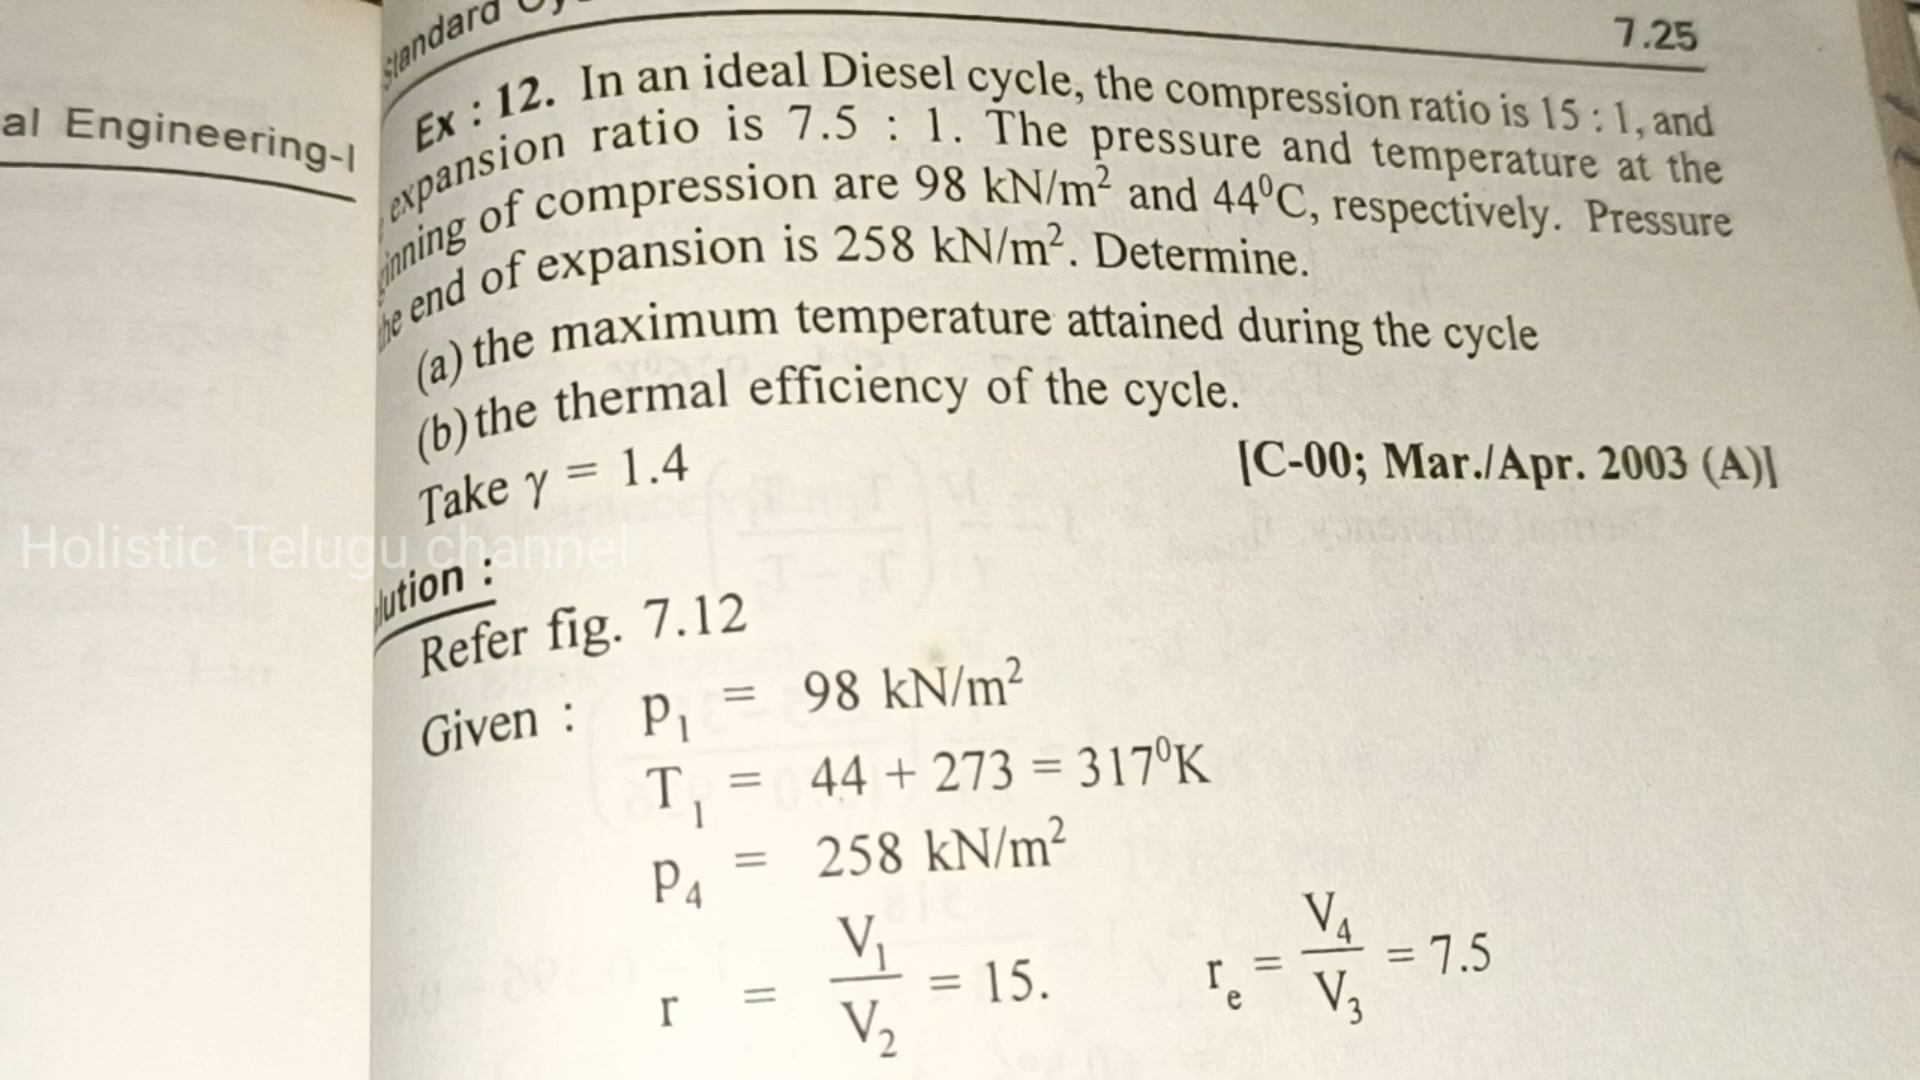 al Engineering-I
Standard
7.25
Ex : 12. In an ideal Diesel cycle, the compression ratio is 15 : 1, and
expansion ratio is 7.5 : 1. The pressure and temperature at the
of compression are 98 kN/m² and 44⁰C, respectively. Pressure
end of expansion is 258 kN/m². Determine.
(a) the maximum temperature attained during the cycle
(b) the thermal efficiency of the cycle.
Take γ = 1.4
[C-00; Mar./Apr. 2003 (A)]
Holistic Telugu channel
lution :
Refer fig. 7.12
Given : p₁ = 98 kN/m²
T₁ = 44 + 273 = 317⁰K
p₄ = 258 kN/m²
r = V₁/V₂ = 15. rₑ = V₄/V₃ = 7.5